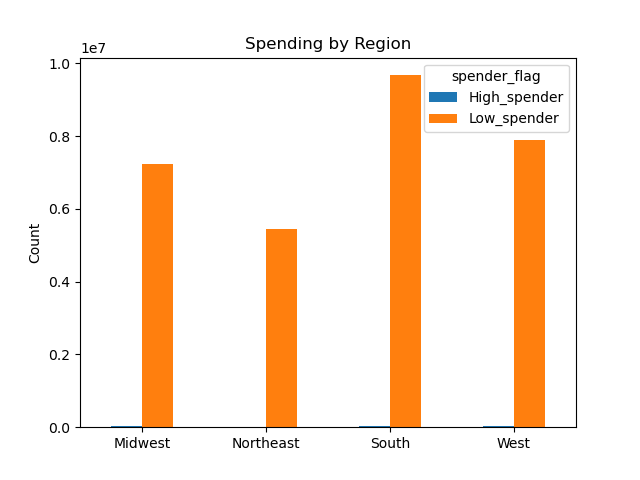 Spending by Region
1e7
spender_flag
High_spender
Low_spender
1.0
0.8
0.6
0.4
0.2
0.0
Count
Midwest Northeast South West